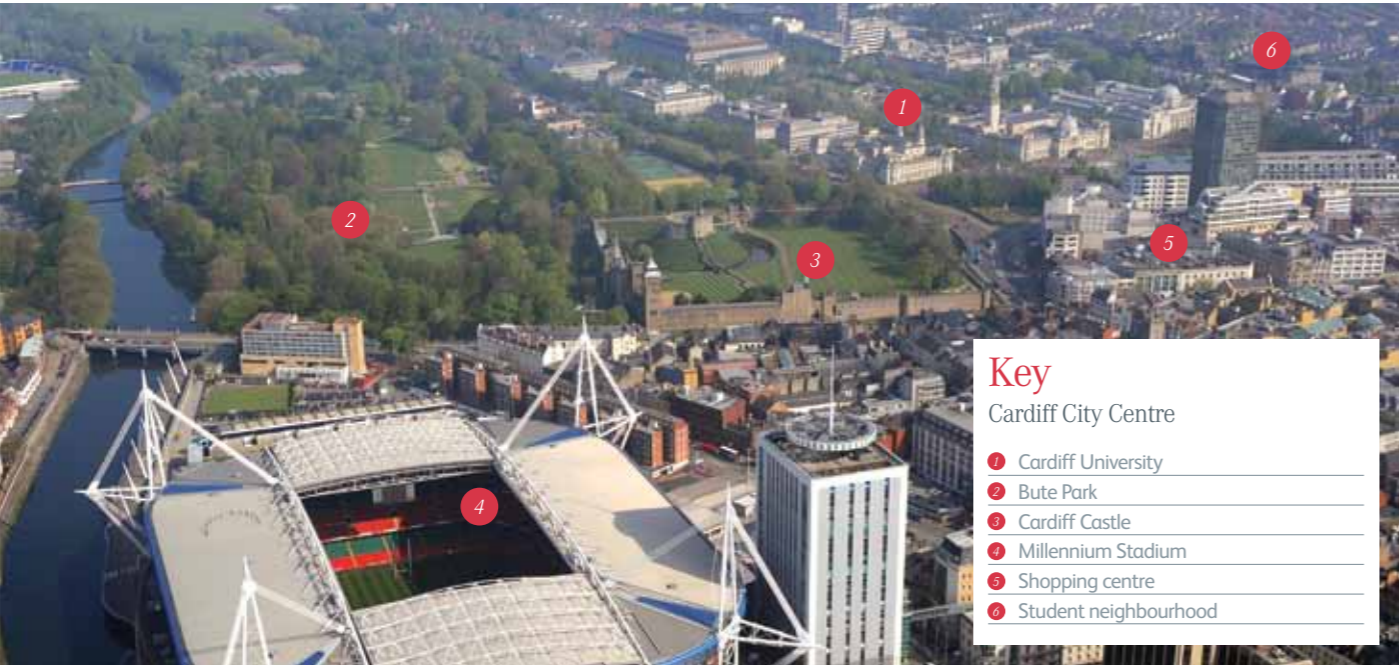 6
1
2
5
3
4
Key
Cardiff City Centre
1 Cardiff University
2 Bute Park
3 Cardiff Castle
4 Millennium Stadium
5 Shopping centre
6 Student neighbourhood